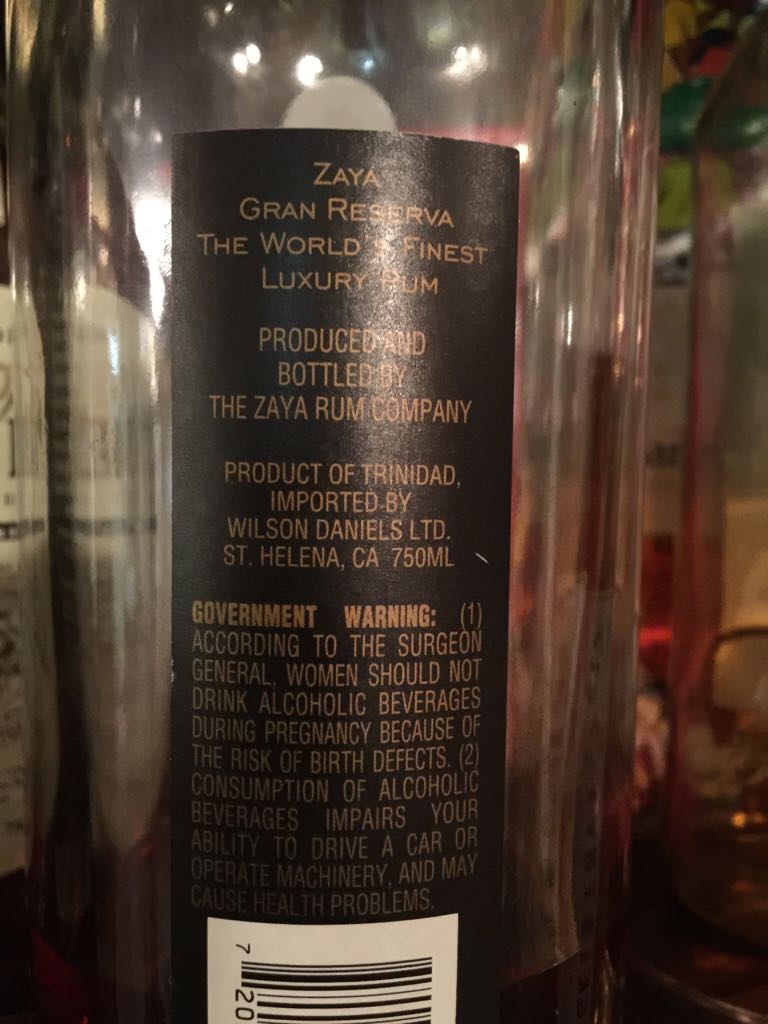 ZAYA
GRAN RESERVA
THE WORLD'S FINEST
LUXURY RUM
PRODUCED AND
BOTTLED BY
THE ZAYA RUM COMPANY
PRODUCT OF TRINIDAD,
IMPORTED BY
WILSON DANIELS LTD.
ST. HELENA, CA 750ML
GOVERNMENT WARNING: (1)
ACCORDING TO THE SURGEON
GENERAL, WOMEN SHOULD NOT
DRINK ALCOHOLIC BEVERAGES
DURING PREGNANCY BECAUSE OF
THE RISK OF BIRTH DEFECTS. (2)
CONSUMPTION OF ALCOHOLIC
BEVERAGES IMPAIRS YOUR
ABILITY TO DRIVE A CAR OR
OPERATE MACHINERY, AND MAY
CAUSE HEALTH PROBLEMS.
7 20